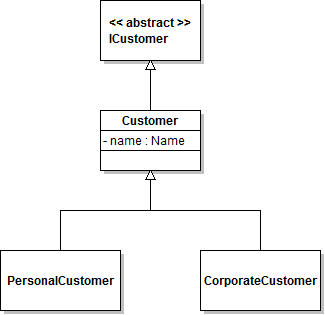 << abstract >>
ICustomer
Customer
- name : Name
PersonalCustomer
CorporateCustomer